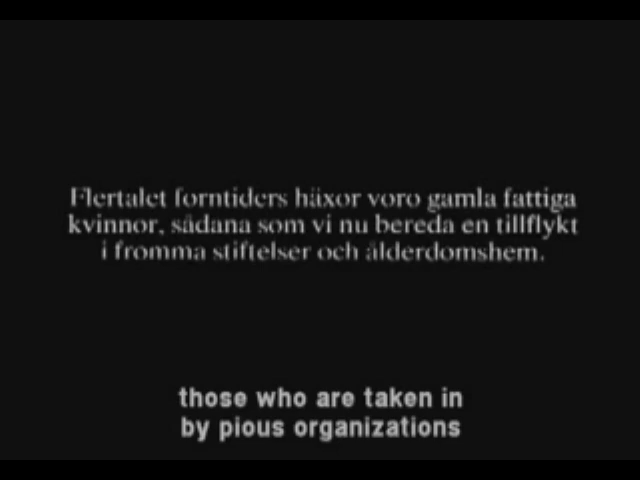 Flertalet forntiders häxor voro gamla fattiga
kvinnor, sådana som vi nu bereda en tillflykt
i fromma stiftelser och ålderdomshem.
those who are taken in
by pious organizations